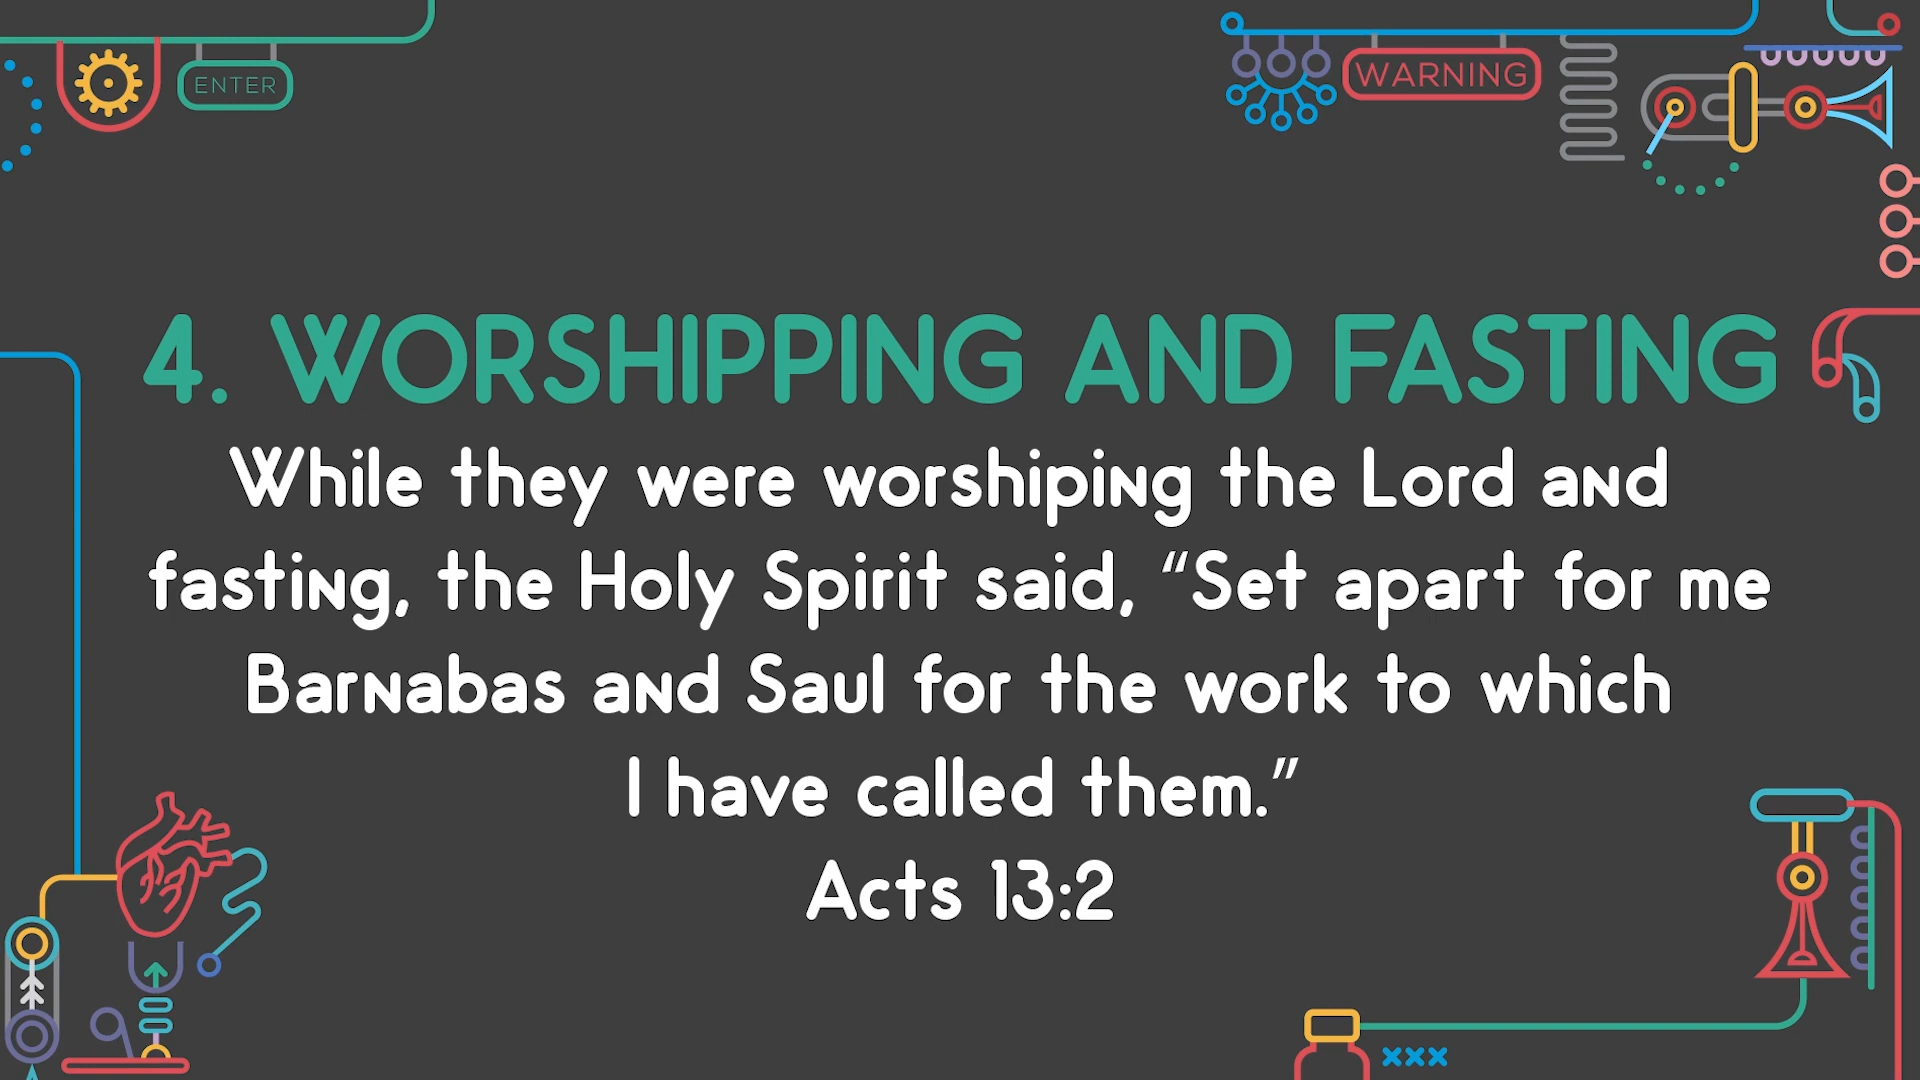 ENTER
WARNING
4. WORSHIPPING AND FASTING
While they were worshiping the Lord and
fasting, the Holy Spirit said, “Set apart for me
Barnabas and Saul for the work to which
I have called them.”
Acts 13:2
xxx